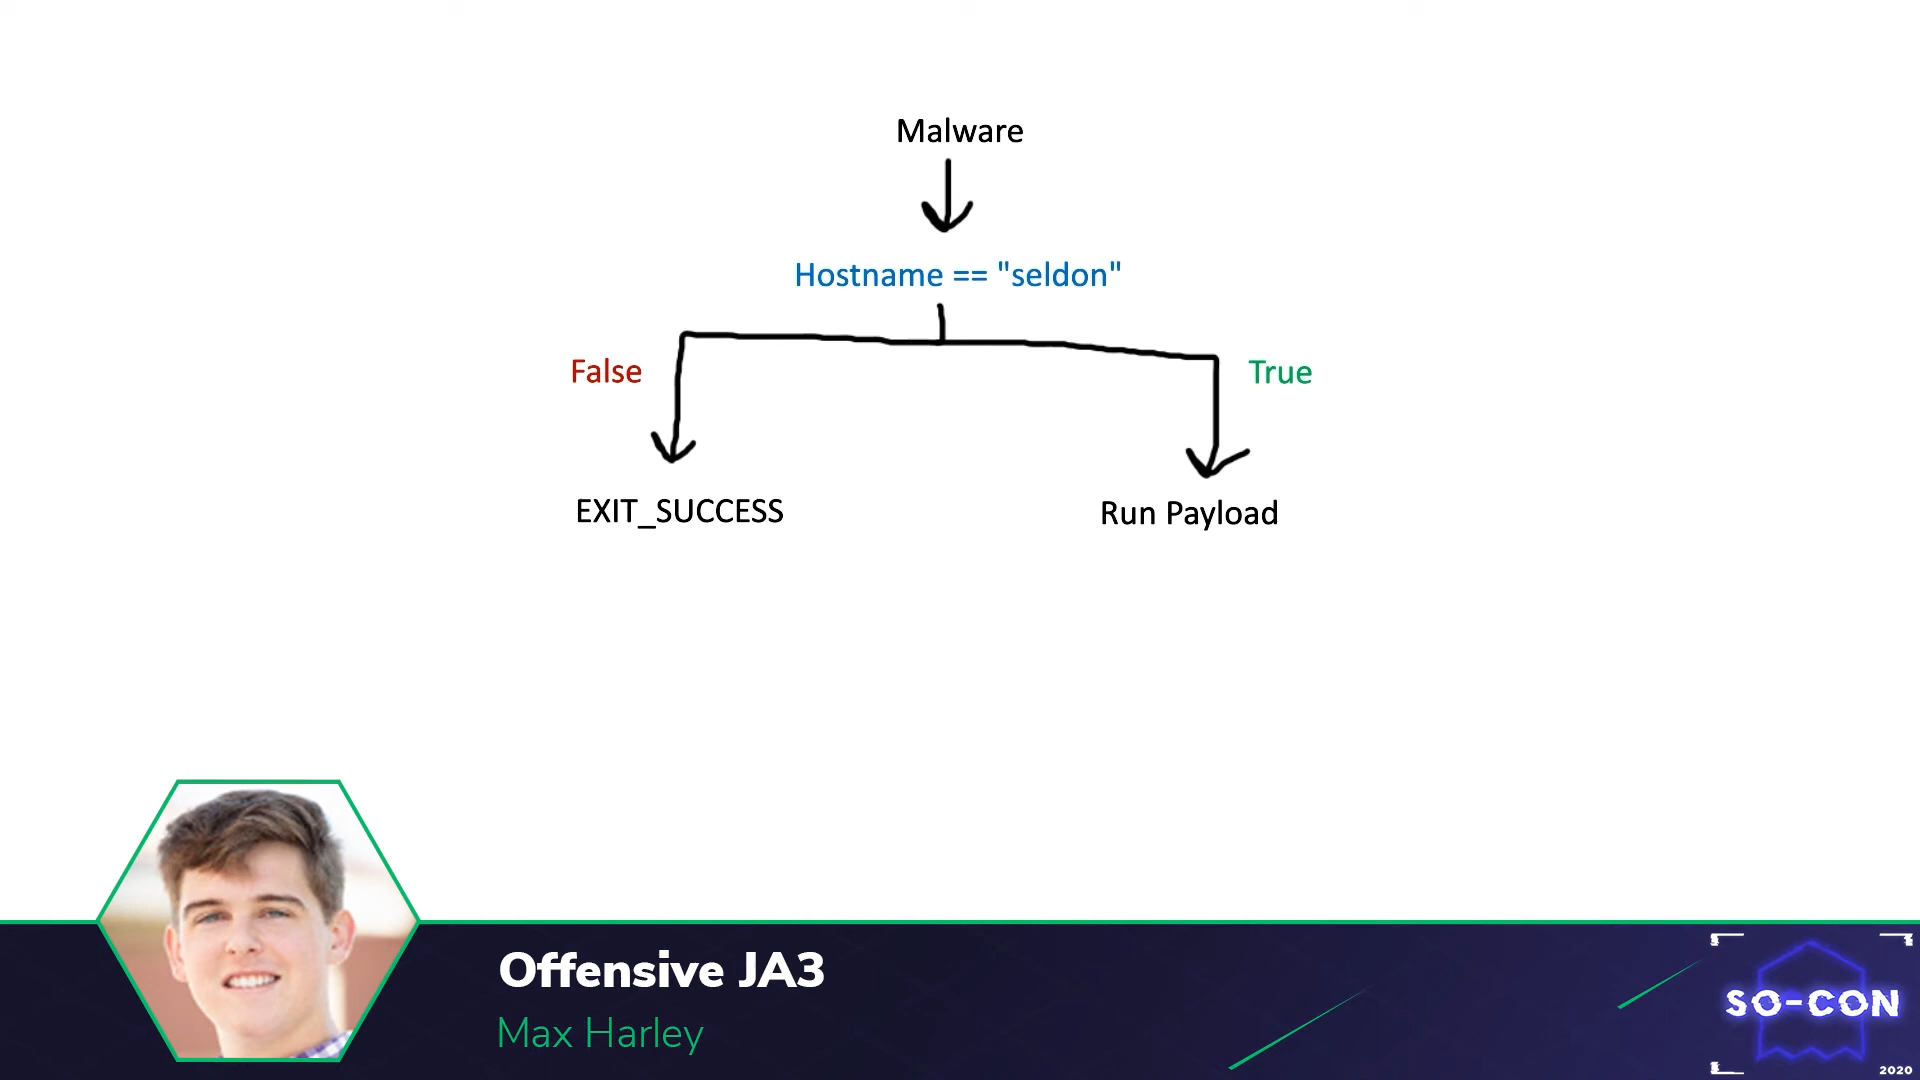 Malware
Hostname == "seldon"
False
True
EXIT_SUCCESS
Run Payload
Offensive JA3
Max Harley
SO-CON
2020